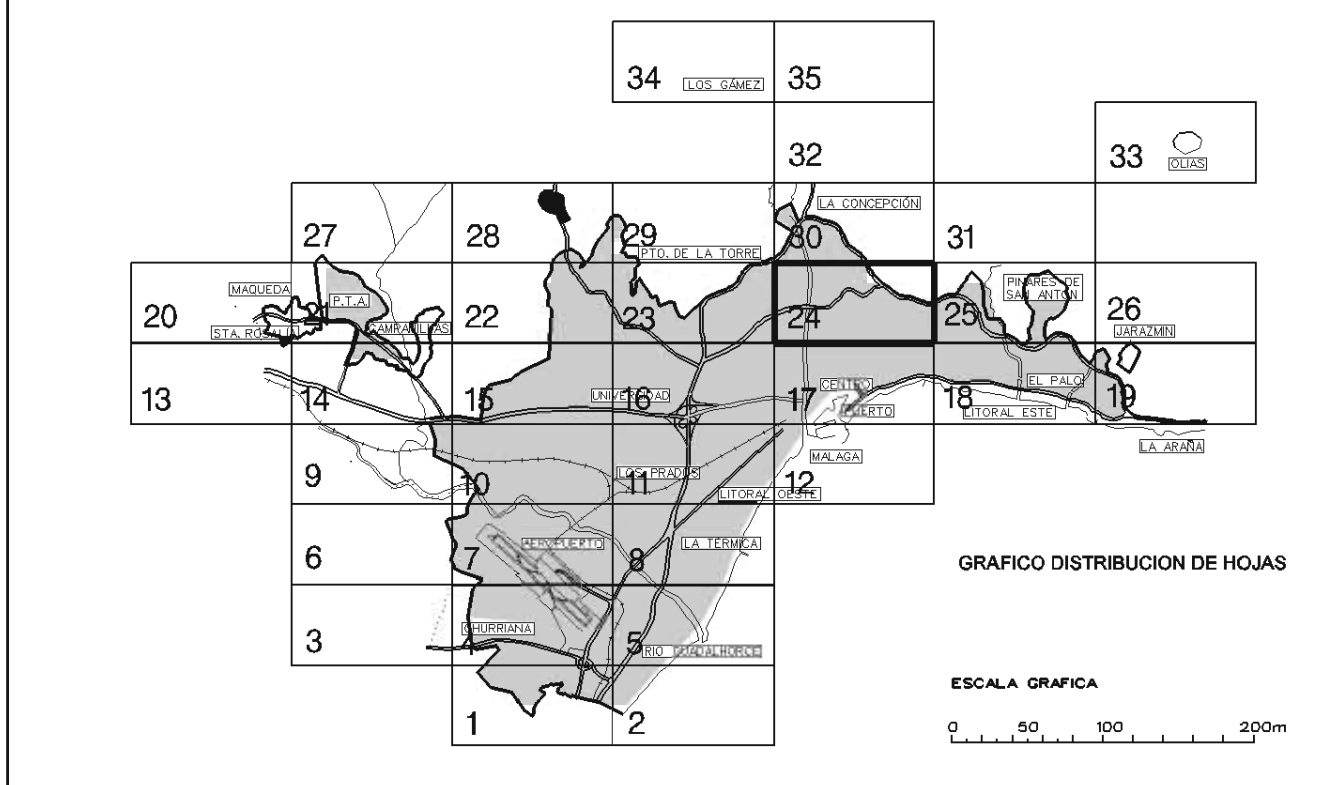 34 LOS GÁMEZ 35
32 33
OLIAS
LA CONCEPCIÓN
27 28 29 30 31
PTO. DE LA TORRE
MAQUEDA P.T.A. PINARES DE
SAN ANTÓN
20 STA. ROSALIA 21 CAMPANILLAS 22 23 24 25 26
JARAZMIN
13 14 15 UNIVERSIDAD 16 17 CENTRO 18 EL PALO 19
PUERTO LITORAL ESTE
LA ARAÑA
MALAGA
9 10 11 LOS PRADOS 12
LITORAL OESTE
6 7 AEROPUERTO 8 LA TÉRMICA
GRAFICO DISTRIBUCION DE HOJAS
3 CHURRIANA 5 RIO GUADALHORCE
ESCALA GRAFICA
1 2
0 50 100 200m